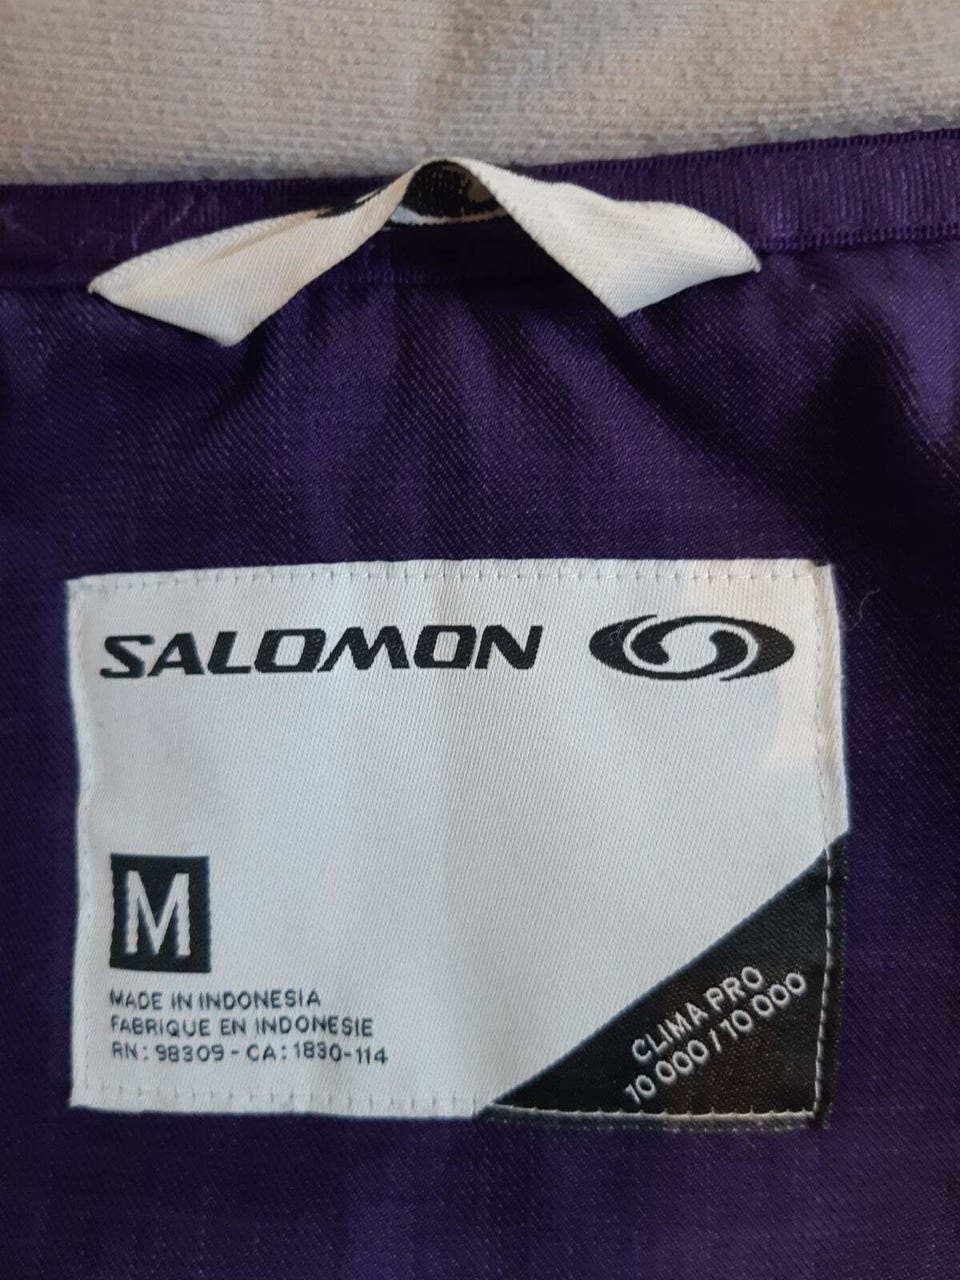 SALOMON
M
MADE IN INDONESIA
FABRIQUE EN INDONESIE
RN: 98309 - CA: 1830-114
CLIMA PRO
10 000 / 10 000